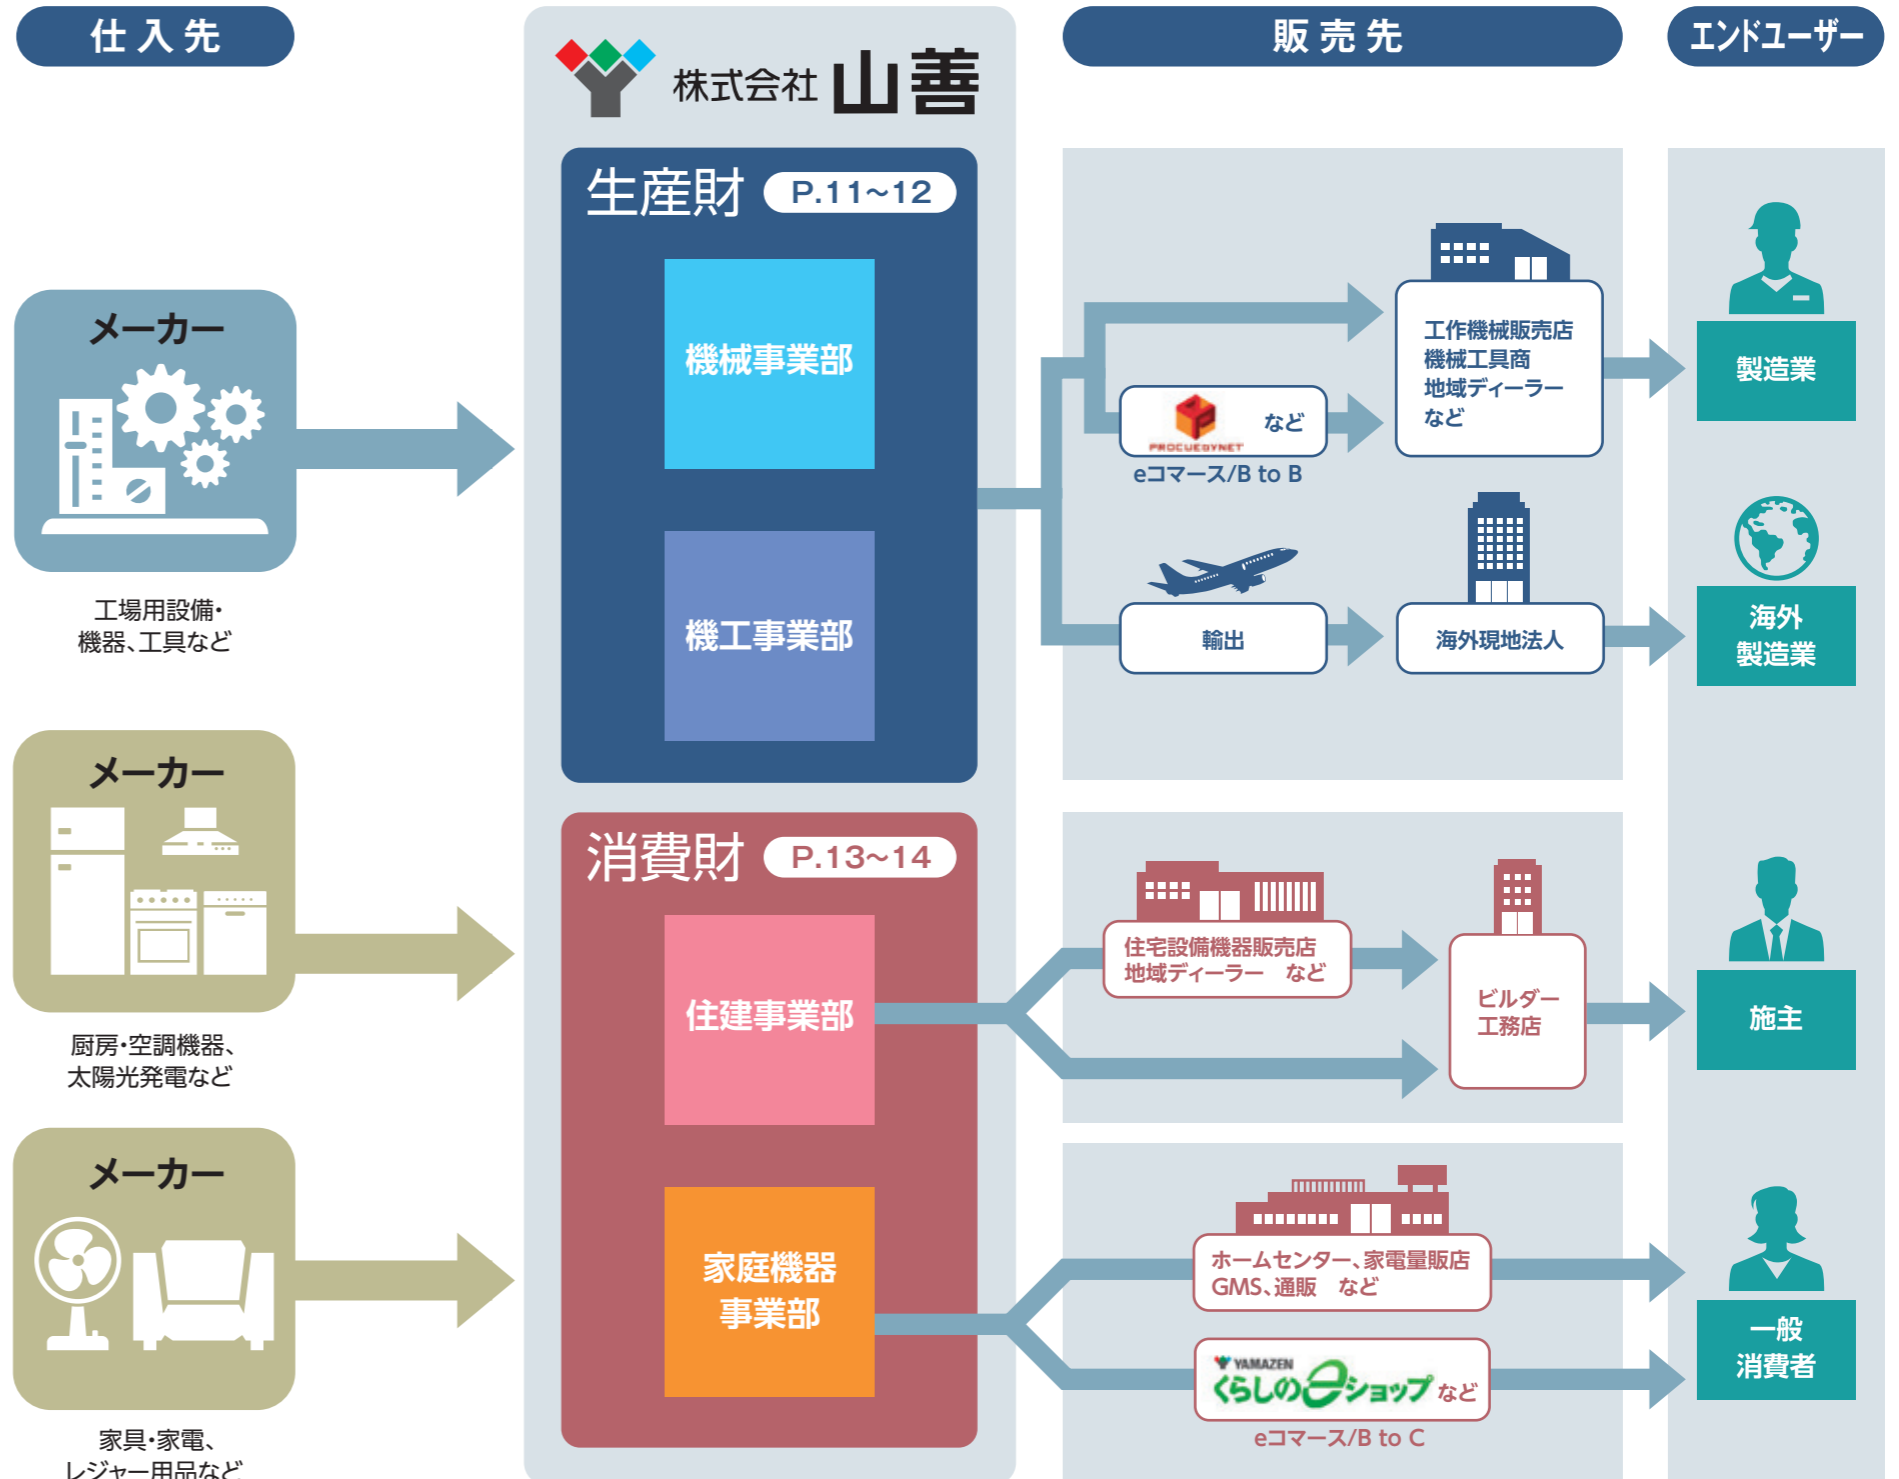 仕入先
株式会社 山善
販売先
エンドユーザー
生産財 P.11～12
機械事業部
機工事業部
メーカー
工場用設備・
機器、工具など
工作機械販売店
機械工具商
地域ディーラー
など
PROCUEBYNET など
eコマース/B to B
輸出
海外現地法人
製造業
海外
製造業
メーカー
厨房・空調機器、
太陽光発電など
消費財 P.13～14
住建事業部
住宅設備機器販売店
地域ディーラー　など
ビルダー
工務店
施主
メーカー
家具・家電、
レジャー用品など
家庭機器
事業部
ホームセンター、家電量販店
GMS、通販　など
YAMAZEN
くらしのeショップ など
eコマース/B to C
一般
消費者